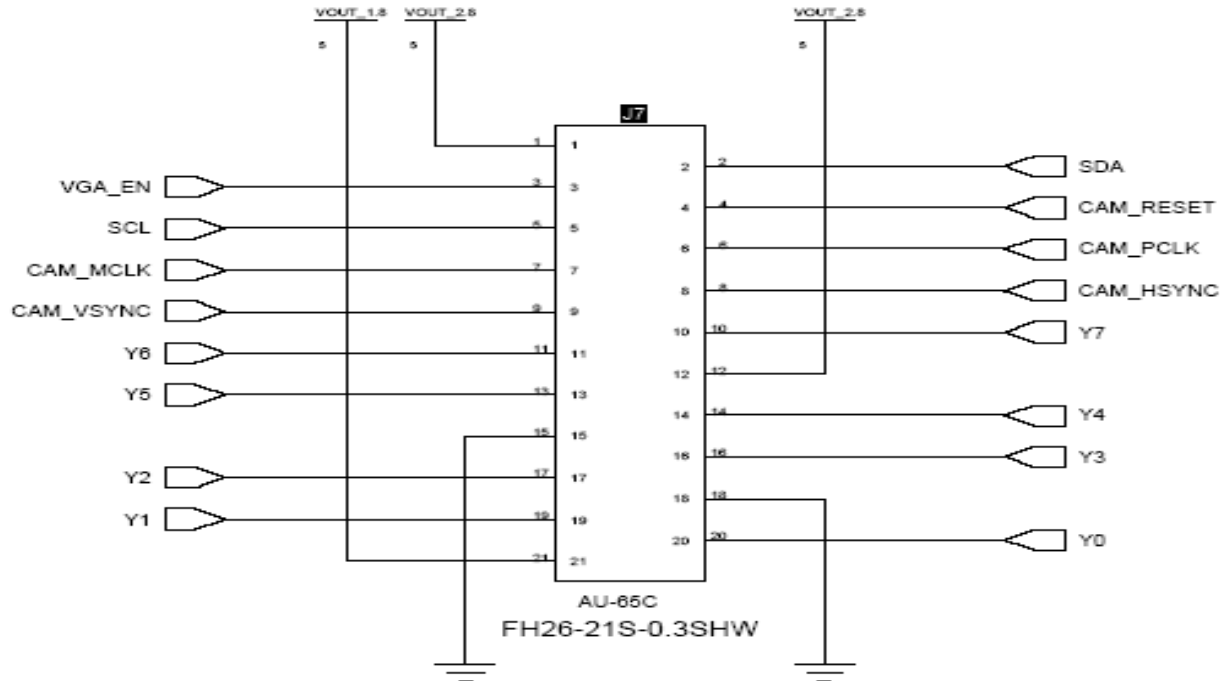 VOUT_1.8 VOUT_2.8 VOUT_2.8
5 5 5
J7
1 1
2 2 SDA
VGA_EN 3 3
4 4 CAM_RESET
SCL 5 5
6 6 CAM_PCLK
CAM_MCLK 7 7
8 8 CAM_HSYNC
CAM_VSYNC 9 9
10 10 Y7
Y6 11 11
12 12
Y5 13 13
14 14 Y4
15 15
16 16 Y3
Y2 17 17
18 18
Y1 19 19
20 20 Y0
21 21
AU-65C
FH26-21S-0.3SHW